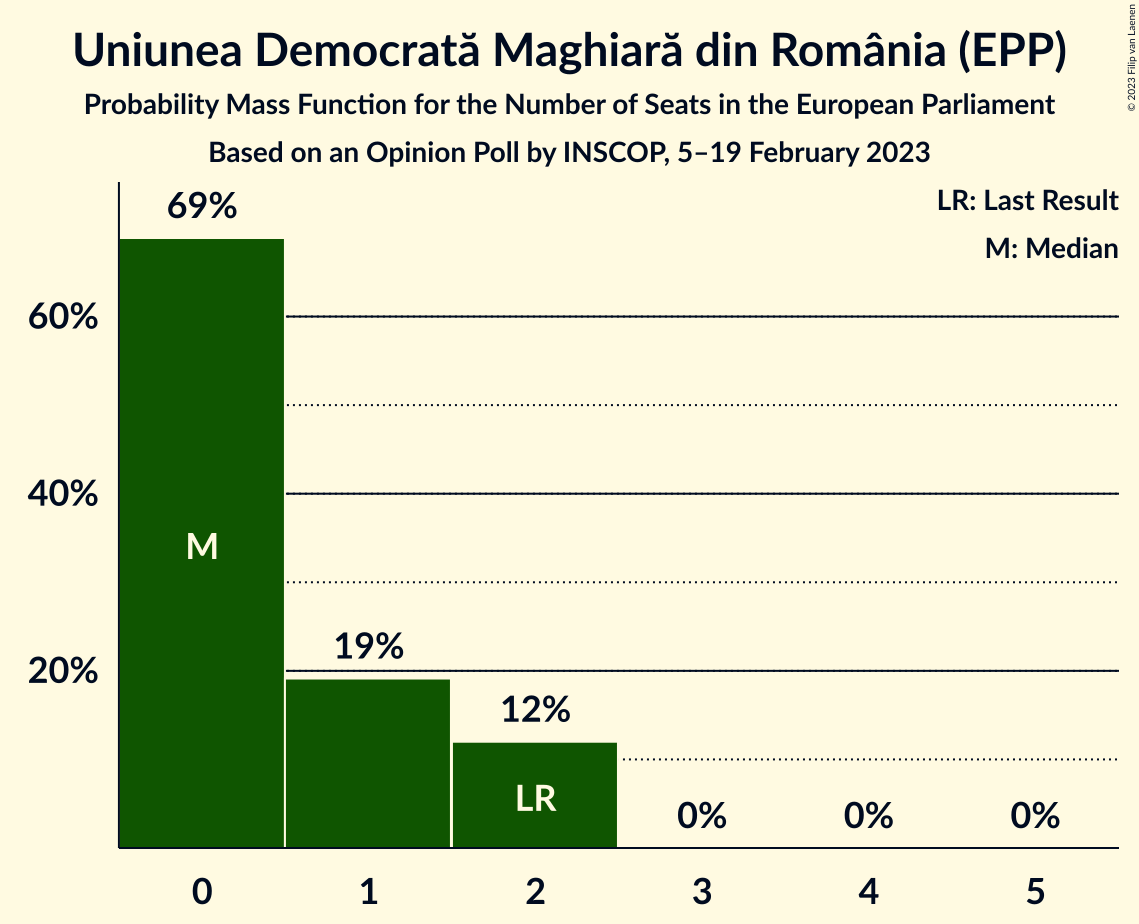 Uniunea Democrată Maghiară din România (EPP)
Probability Mass Function for the Number of Seats in the European Parliament
Based on an Opinion Poll by INSCOP, 5–19 February 2023
© 2023 Filip van Laenen
LR: Last Result
M: Median
69%
60%
40%
M
19%
20%
12%
LR
0%
0%
0%
0
1
2
3
4
5